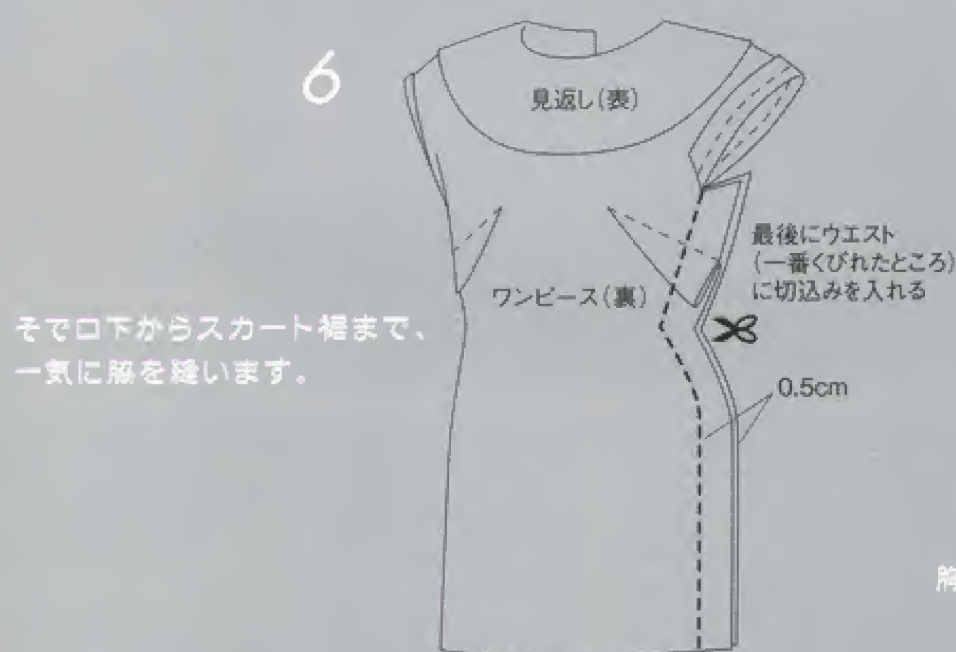 6
見返し(表)
最後にウエスト
(一番くびれたところ)
に切込みを入れる
ワンピース(裏)
そで口下からスカート裾まで、
一気に脇を縫います。
0.5cm
胸